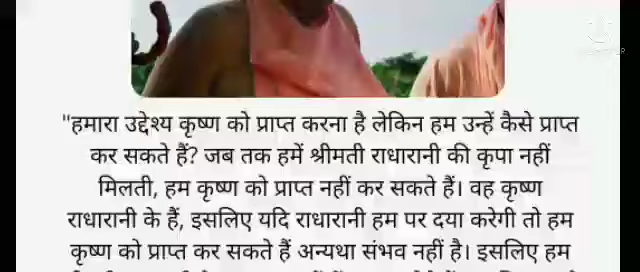 "हमारा उद्देश्य कृष्ण को प्राप्त करना है लेकिन हम उन्हें कैसे प्राप्त
कर सकते हैं? जब तक हमें श्रीमती राधारानी की कृपा नहीं
मिलती, हम कृष्ण को प्राप्त नहीं कर सकते हैं। वह कृष्ण
राधारानी के हैं, इसलिए यदि राधारानी हम पर दया करेगी तो हम
कृष्ण को प्राप्त कर सकते हैं अन्यथा संभव नहीं है। इसलिए हम